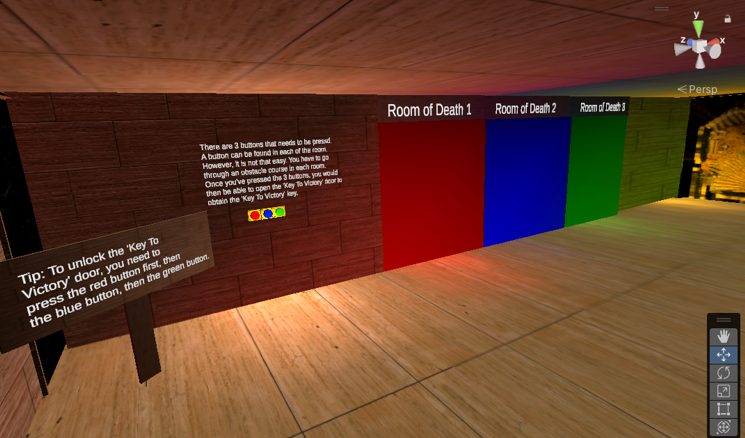 y
z
x
Persp
Room of Death 1
Room of Death 2
Room of Death 3
There are 3 buttons that needs to be presed
A button can be found in each of the room.
However, it is not that easy. You have to go
through an obstacle course in each room.
Once you've pressed the 3 buttons, you would
then be able to open the 'Key To Victory' door to
obtain the 'Key To Victory' key.
Tip: To unlock the 'Key To
Victory' door, you need to
press the red button first, then
the blue button, then the green button.